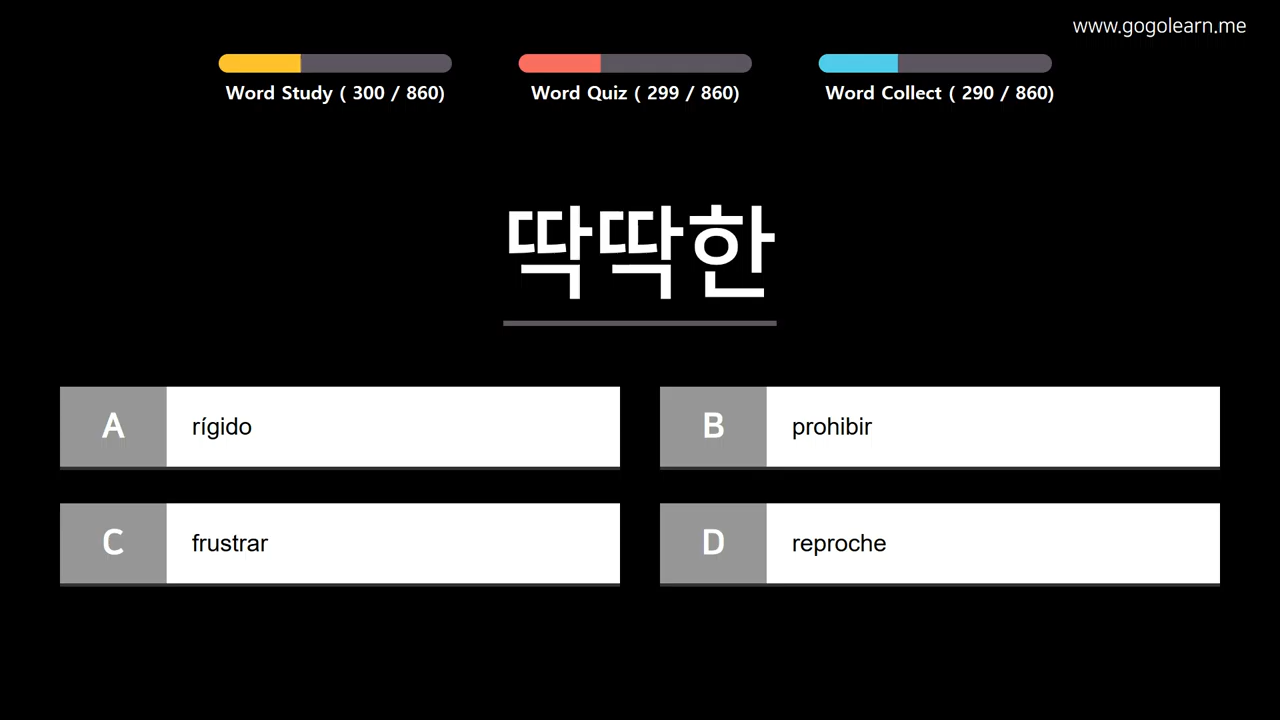 www.gogolearn.me
Word Study ( 300 / 860)
Word Quiz ( 299 / 860)
Word Collect ( 290 / 860)
딱딱한
A rígido
B prohibir
C frustrar
D reproche